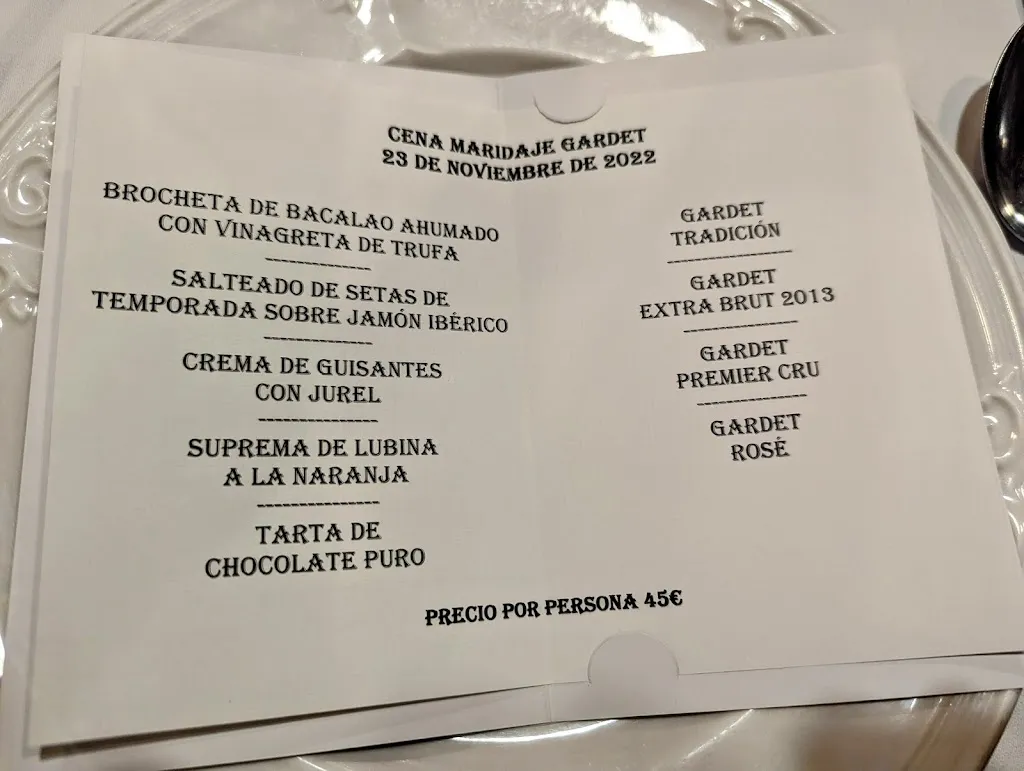 CENA MARIDAJE GARDET
23 DE NOVIEMBRE DE 2022
BROCHETA DE BACALAO AHUMADO
CON VINAGRETA DE TRUFA
---------------
SALTEADO DE SETAS DE
TEMPORADA SOBRE JAMÓN IBÉRICO
---------------
CREMA DE GUISANTES
CON JUREL
---------------
SUPREMA DE LUBINA
A LA NARANJA
---------------
TARTA DE
CHOCOLATE PURO
GARDET
TRADICIÓN
---------------
GARDET
EXTRA BRUT 2013
---------------
GARDET
PREMIER CRU
---------------
GARDET
ROSÉ
PRECIO POR PERSONA 45€